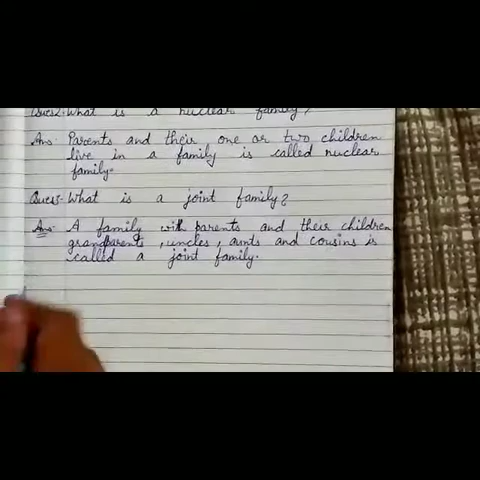 Ques2. What is a nuclear family?
Ans: Parents and their one or two children
live in a family is called nuclear
family.
Ques3. What is a joint family?
Ans: A family with parents and their children
grandparents, uncles, aunts and cousins is
called a joint family.